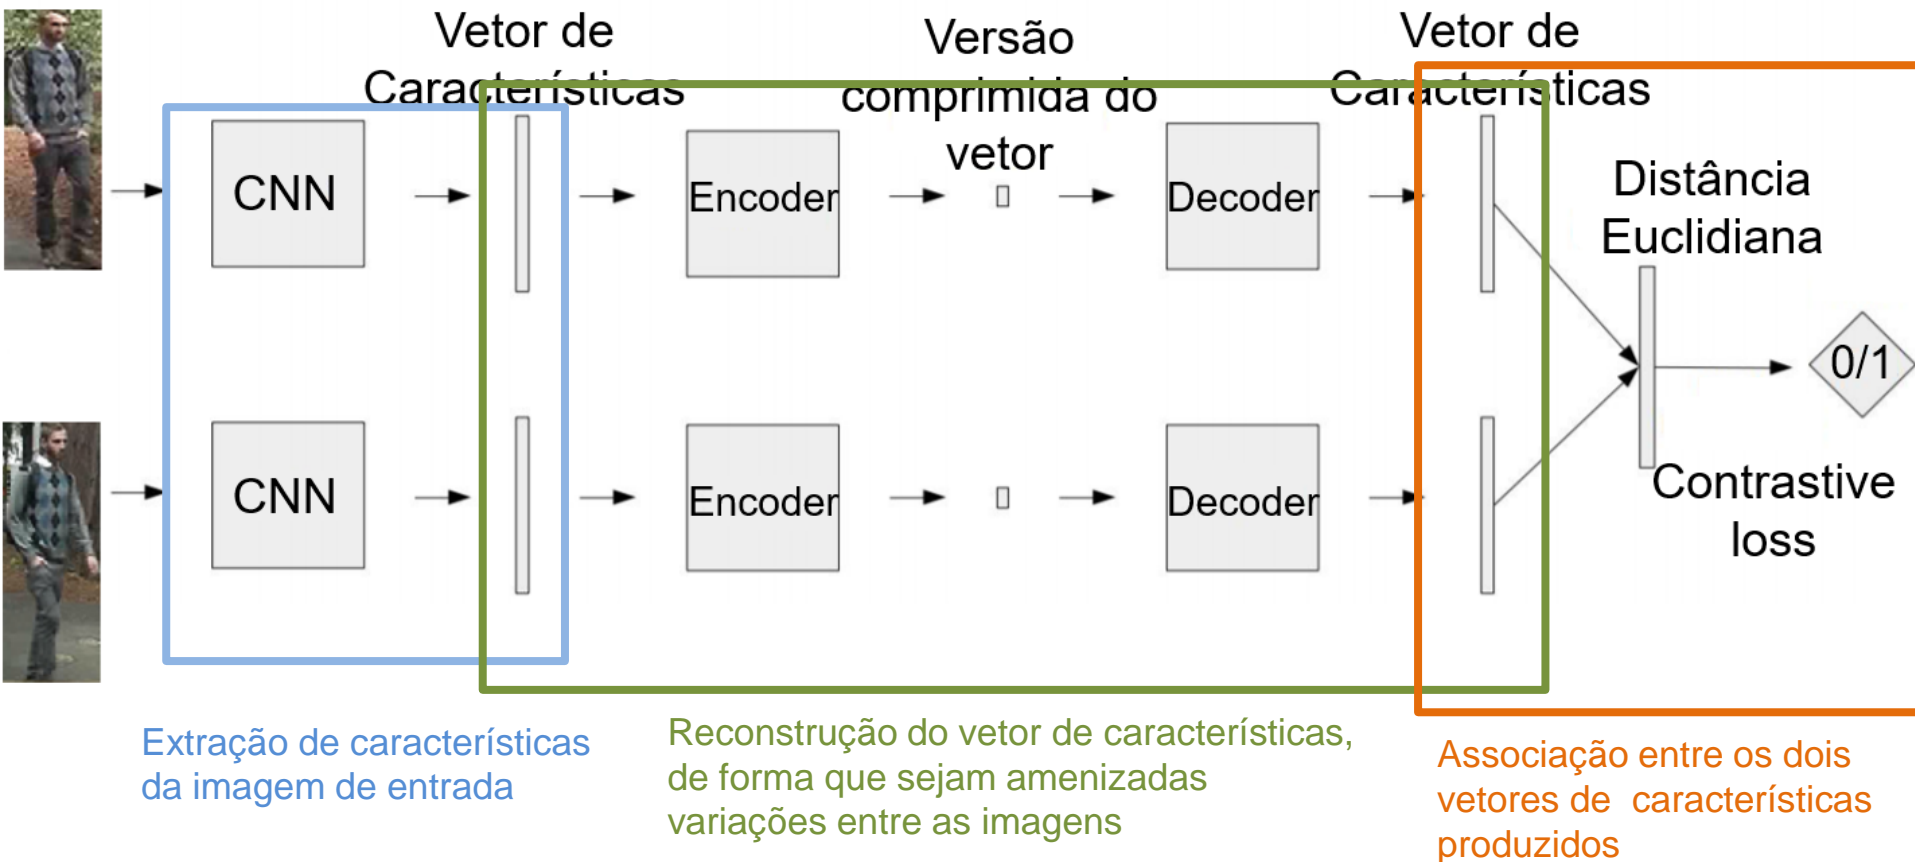 Vetor de
Características
Versão
comprimida do
vetor
Vetor de
Características
CNN
Encoder
Decoder
Distância
Euclidiana
0/1
CNN
Encoder
Decoder
Contrastive
loss
Extração de características
da imagem de entrada
Reconstrução do vetor de características,
de forma que sejam amenizadas
variações entre as imagens
Associação entre os dois
vetores de características
produzidos